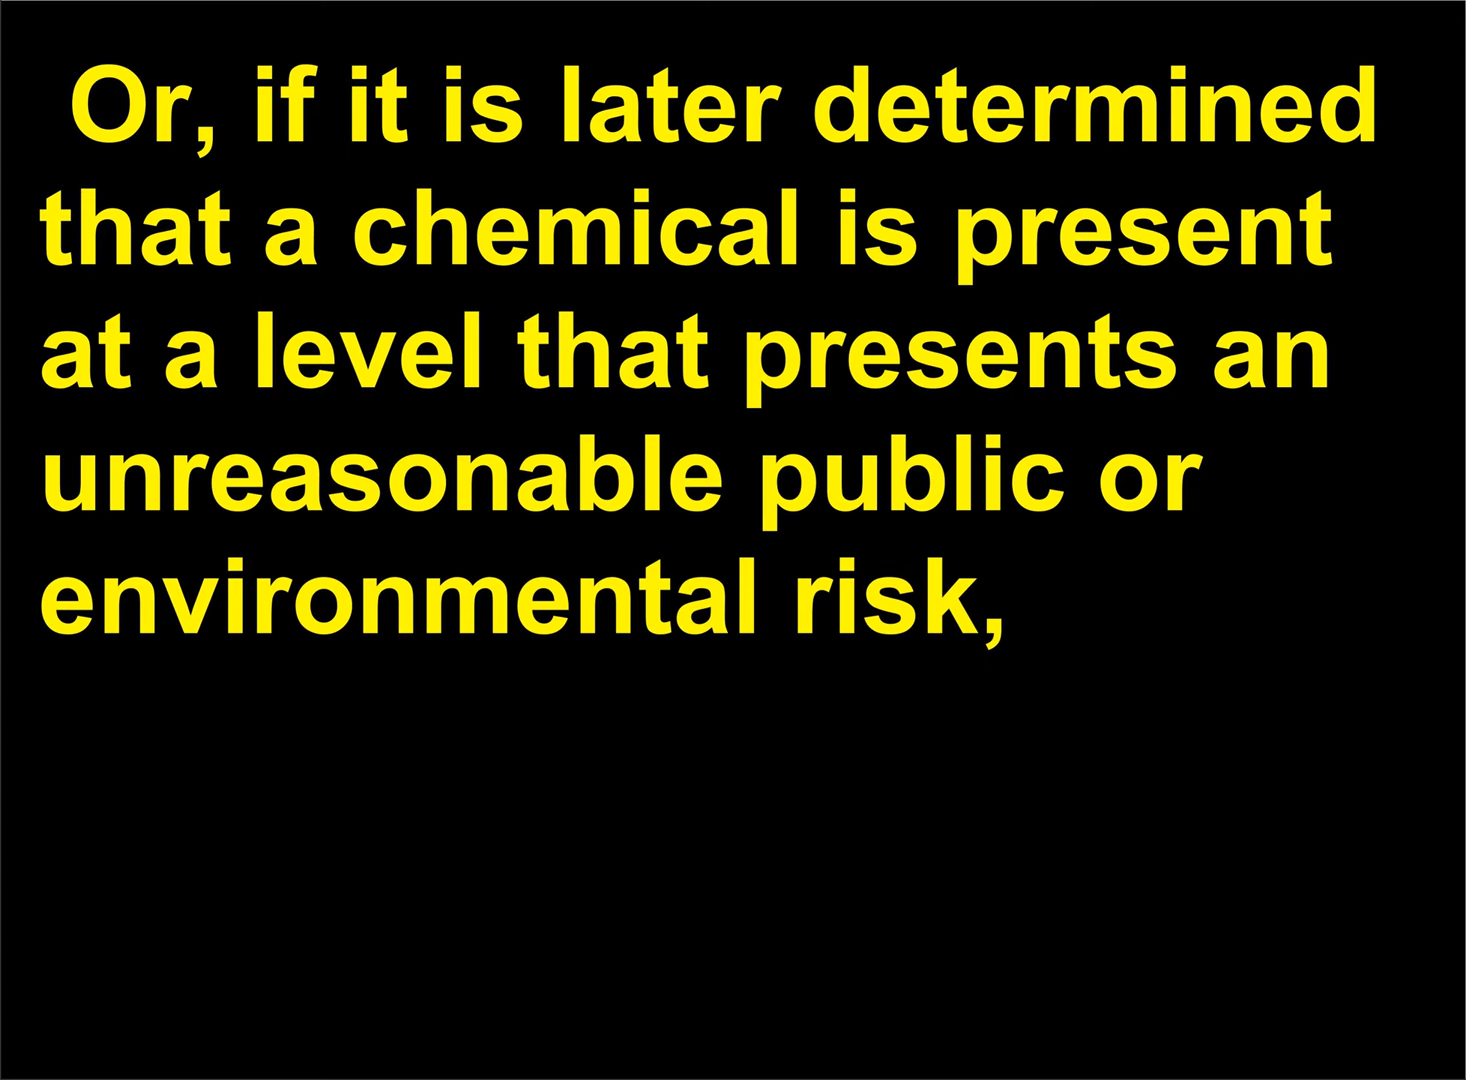 Or, if it is later determined
that a chemical is present
at a level that presents an
unreasonable public or
environmental risk,